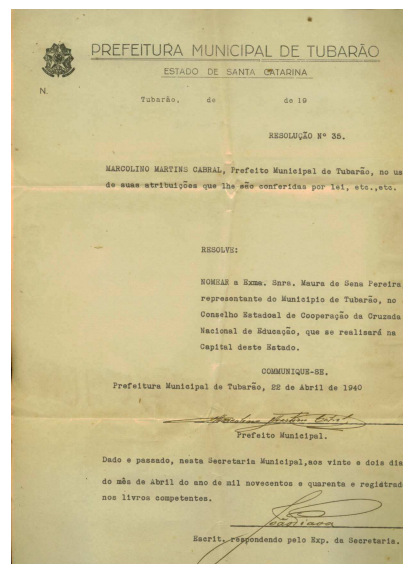 PREFEITURA MUNICIPAL DE TUBARÃO
ESTADO DE SANTA CATARINA
N.
Tubarão, de de 19
RESOLUÇÃO Nº 35.
MARCOLINO MARTINS CABRAL, Prefeito Municipal de Tubarão, no us
de suas atribuições que lhe são conferidas por lei, etc.,etc.
RESOLVE:
NOMEAR a Exma. Snra. Maura de Sena Pereira
representante do Municipio de Tubarão, no
Conselho Estadoal de Cooperação da Cruzada
Nacional de Educação, que se realisará na
Capital deste Estado.
COMMUNIQUE-SE.
Prefeitura Municipal de Tubarão, 22 de Abril de 1940
Prefeito Municipal.
Dado e passado, nesta Secretaria Municipal,aos vinte e dois dia
do mês de Abril do ano de mil novecentos e quarenta e registrad
nos livros competentes.
Escrit. respondendo pelo Exp. da Secretaria.